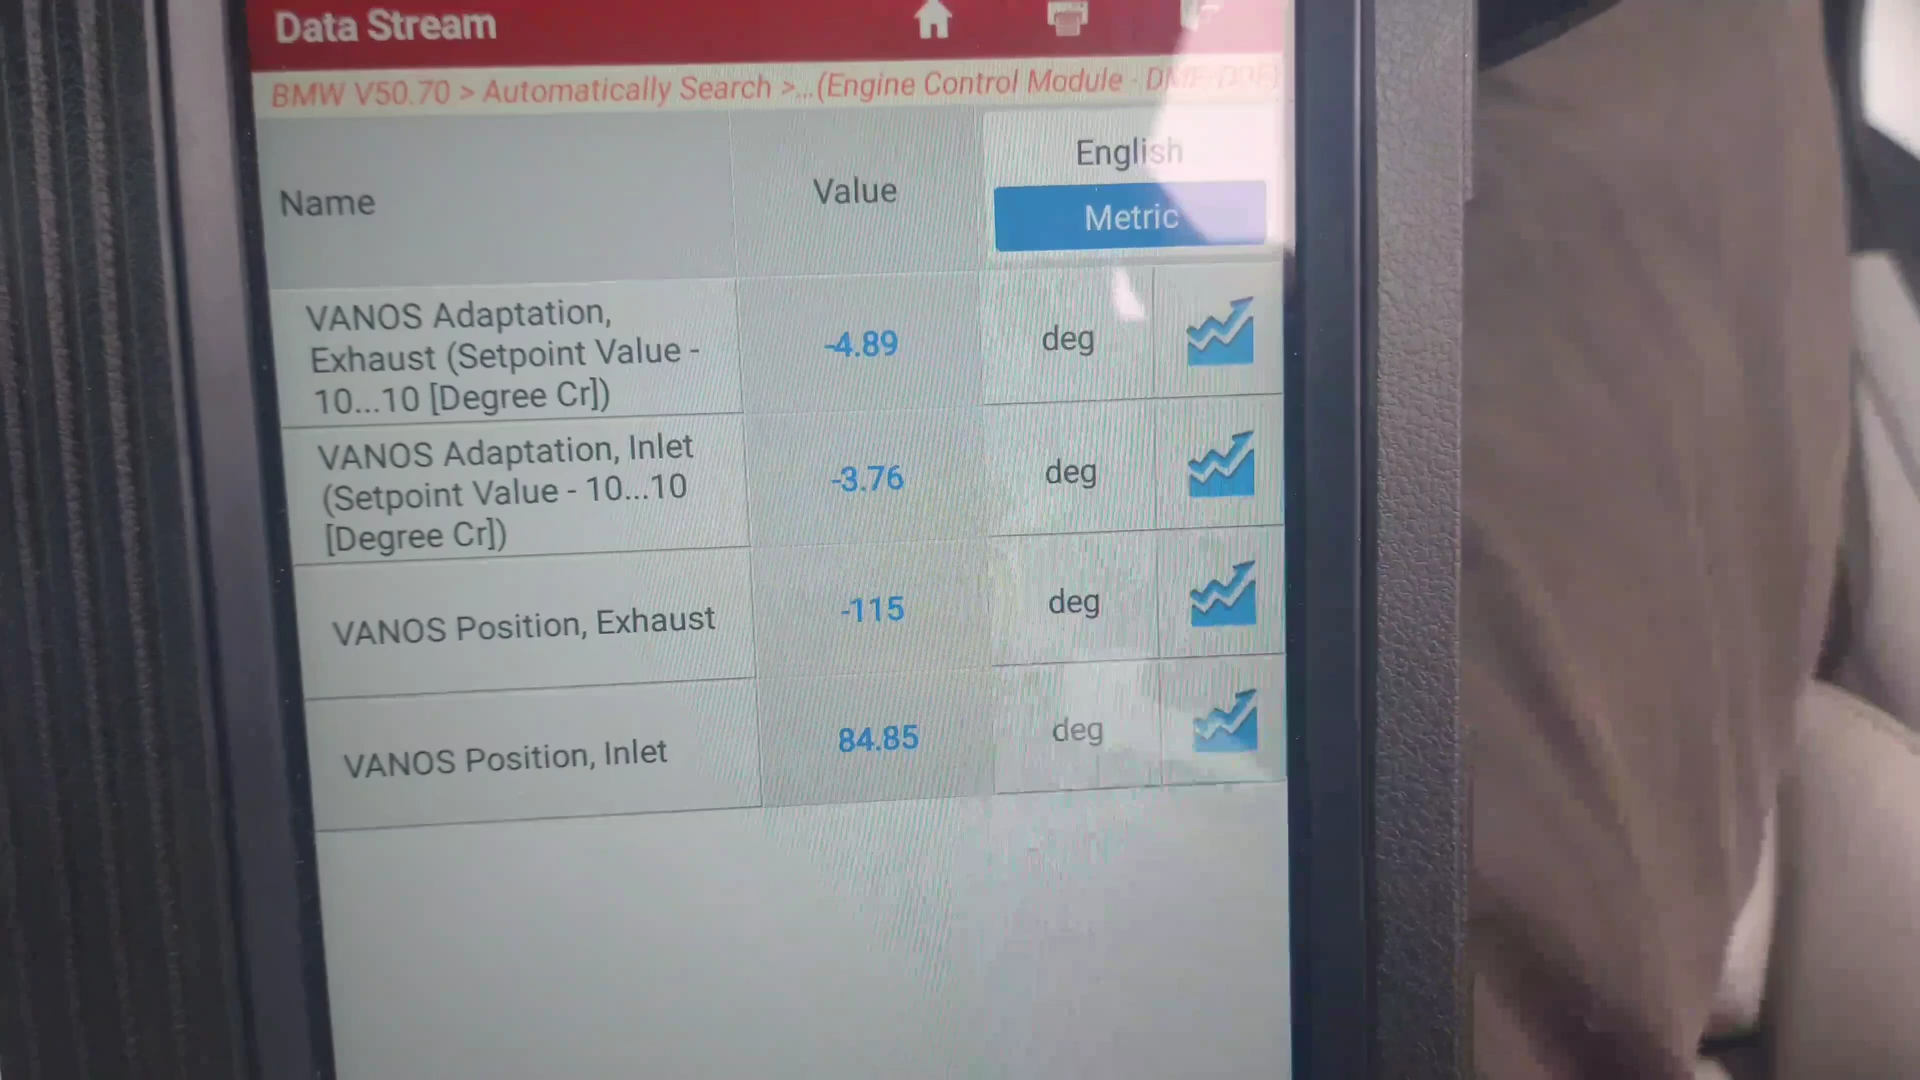 Data Stream
BMW V50.70 > Automatically Search >...(Engine Control Module - DME/DDE)
English
Name
Value
Metric
VANOS Adaptation,
Exhaust (Setpoint Value -
10...10 [Degree Cr])
-4.89
deg
VANOS Adaptation, Inlet
(Setpoint Value - 10...10
[Degree Cr])
-3.76
deg
VANOS Position, Exhaust
-115
deg
VANOS Position, Inlet
84.85
deg